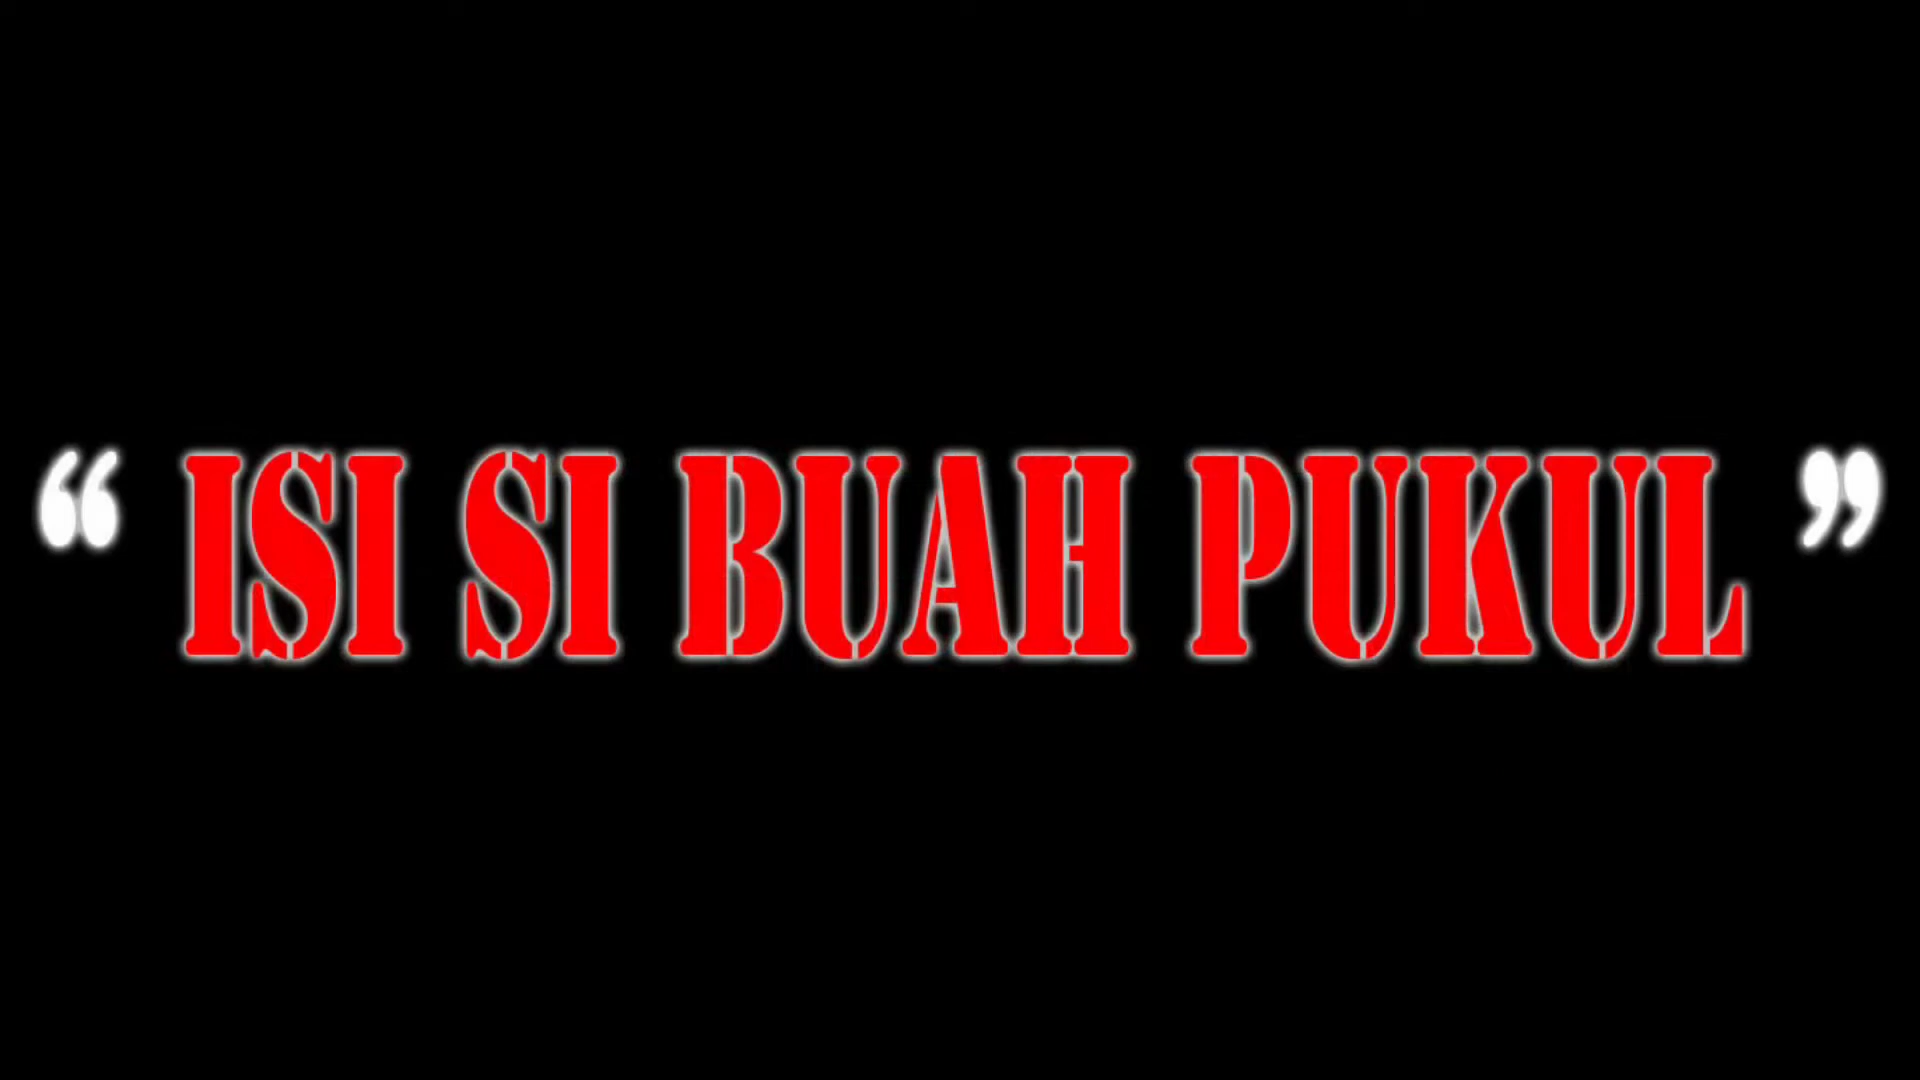 “ ISI SI BUAH PUKUL ”